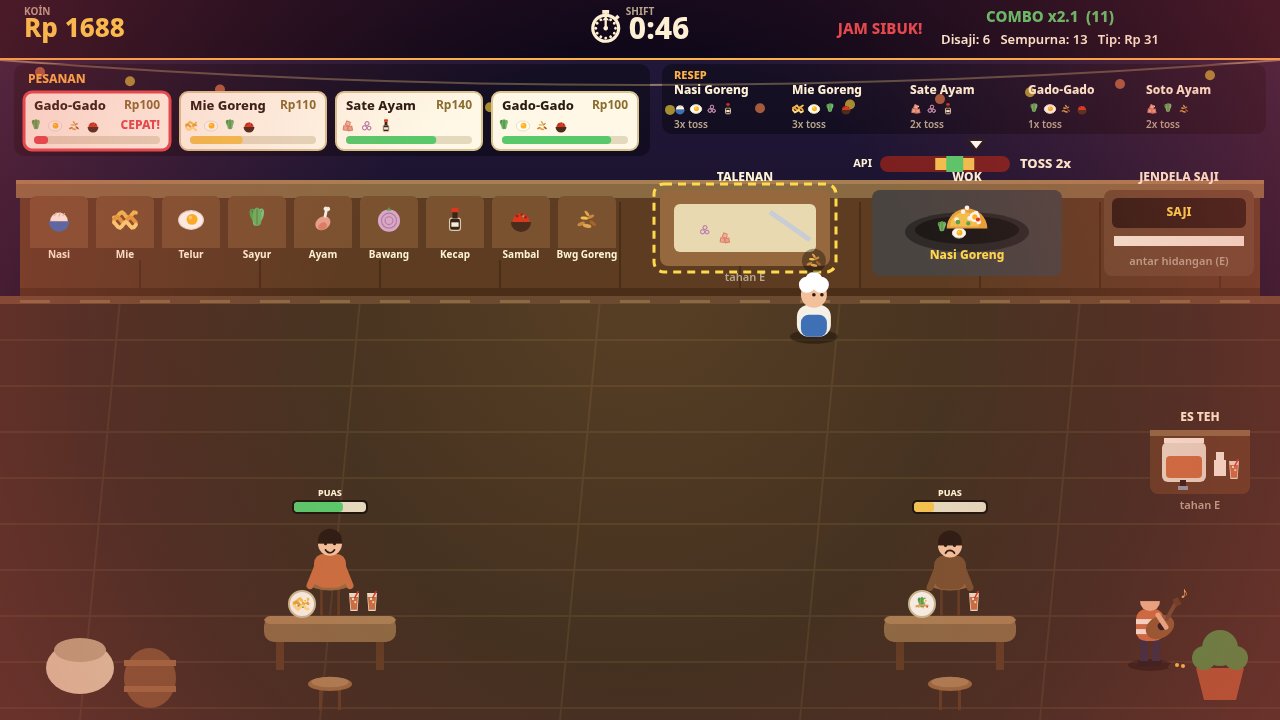 KOIN
Rp 1688
SHIFT
0:46
JAM SIBUK!
COMBO x2.1 (11)
Disaji: 6 Sempurna: 13 Tip: Rp 31
PESANAN
Gado-Gado Rp100
CEPAT!
Mie Goreng Rp110
Sate Ayam Rp140
Gado-Gado Rp100
RESEP
Nasi Goreng
3x toss
Mie Goreng
3x toss
Sate Ayam
2x toss
Gado-Gado
1x toss
Soto Ayam
2x toss
API
TOSS 2x
TALENAN
WOK
JENDELA SAJI
Nasi
Mie
Telur
Sayur
Ayam
Bawang
Kecap
Sambal
Bwg Goreng
tahan E
Nasi Goreng
SAJI
antar hidangan (E)
ES TEH
tahan E
PUAS
PUAS